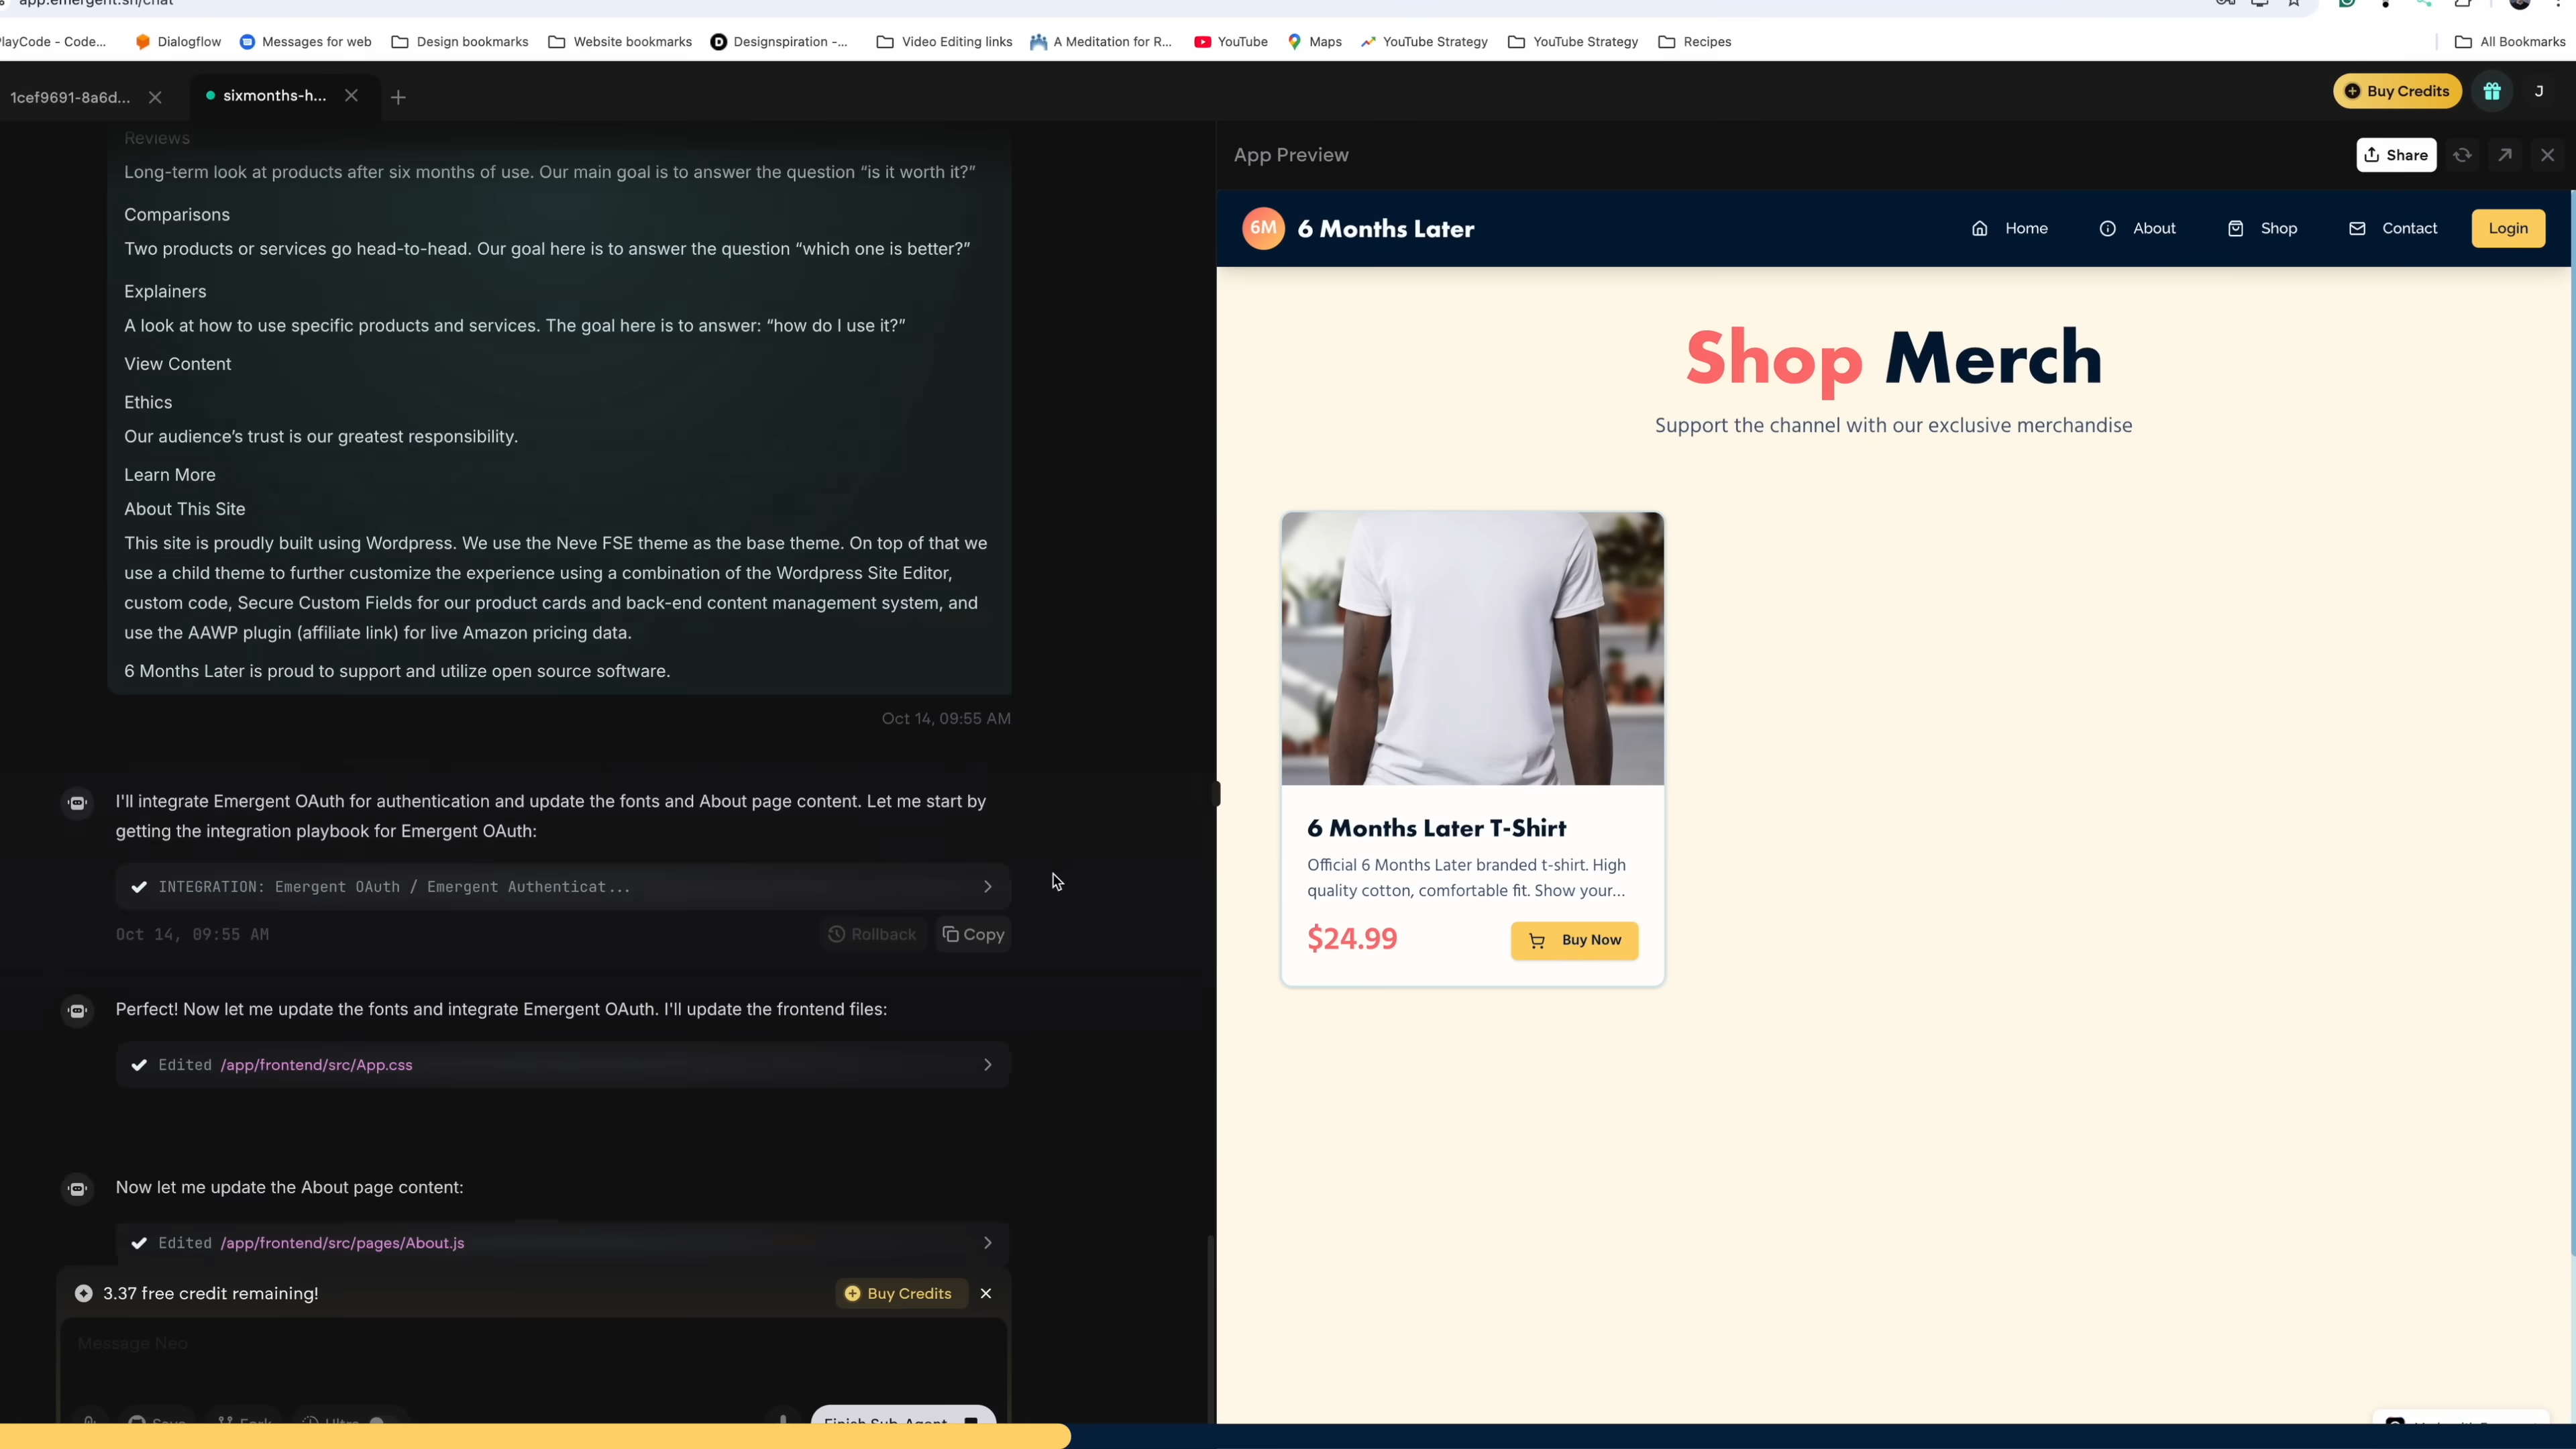 app.emergent.sh/chat
PlayCode - Code...
Dialogflow
Messages for web
Design bookmarks
Website bookmarks
Designspiration -...
Video Editing links
A Meditation for R...
YouTube
Maps
YouTube Strategy
YouTube Strategy
Recipes
All Bookmarks
1cef9691-8a6d...
sixmonths-h...
Buy Credits
J
Reviews
Long-term look at products after six months of use. Our main goal is to answer the question “is it worth it?”
Comparisons
Two products or services go head-to-head. Our goal here is to answer the question “which one is better?”
Explainers
A look at how to use specific products and services. The goal here is to answer: “how do I use it?”
View Content
Ethics
Our audience’s trust is our greatest responsibility.
Learn More
About This Site
This site is proudly built using Wordpress. We use the Neve FSE theme as the base theme. On top of that we
use a child theme to further customize the experience using a combination of the Wordpress Site Editor,
custom code, Secure Custom Fields for our product cards and back-end content management system, and
use the AAWP plugin (affiliate link) for live Amazon pricing data.
6 Months Later is proud to support and utilize open source software.
Oct 14, 09:55 AM
I'll integrate Emergent OAuth for authentication and update the fonts and About page content. Let me start by
getting the integration playbook for Emergent OAuth:
INTEGRATION: Emergent OAuth / Emergent Authenticat...
Oct 14, 09:55 AM
Rollback
Copy
Perfect! Now let me update the fonts and integrate Emergent OAuth. I'll update the frontend files:
Edited /app/frontend/src/App.css
Now let me update the About page content:
Edited /app/frontend/src/pages/About.js
3.37 free credit remaining!
Buy Credits
Message Neo
Save
Fork
Ultra
Finish Sub-Agent
App Preview
Share
6M
6 Months Later
Home
About
Shop
Contact
Login
Shop Merch
Support the channel with our exclusive merchandise
6 Months Later T-Shirt
Official 6 Months Later branded t-shirt. High
quality cotton, comfortable fit. Show your...
$24.99
Buy Now